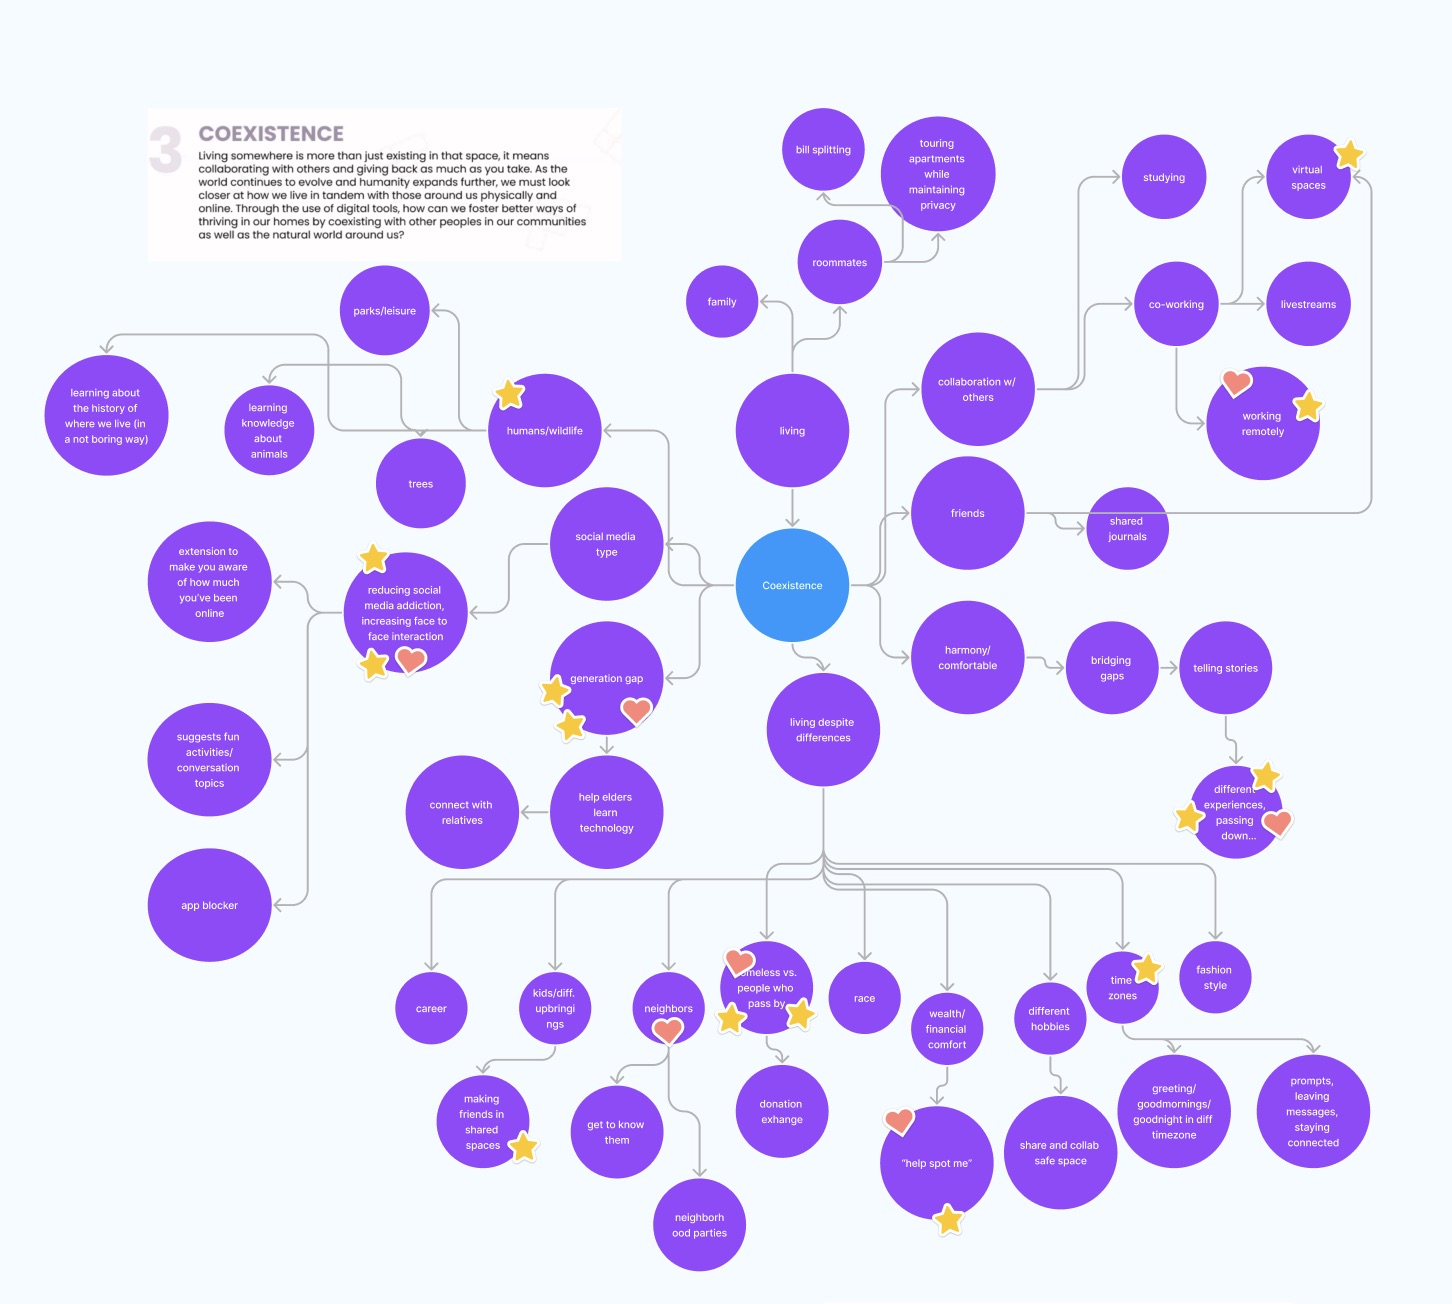 3
COEXISTENCE
Living somewhere is more than just existing in that space, it means
collaborating with others and giving back as much as you take. As the
world continues to evolve and humanity expands further, we must look
closer at how we live in tandem with those around us physically and
online. Through the use of digital tools, how can we foster better ways of
thriving in our homes by coexisting with other peoples in our communities
as well as the natural world around us?
bill splitting
touring
apartments
while
maintaining
privacy
studying
virtual
spaces
roommates
family
parks/leisure
co-working
livestreams
learning about
the history of
where we live (in
a not boring way)
learning
knowledge
about
animals
trees
humans/wildlife
living
collaboration w/
others
working
remotely
friends
shared
journals
social media
type
extension to
make you aware
of how much
you've been
online
reducing social
media addiction,
increasing face to
face interaction
Coexistence
generation gap
harmony/
comfortable
bridging
gaps
telling stories
living despite
differences
suggests fun
activities/
conversation
topics
connect with
relatives
help elders
learn
technology
different
experiences,
passing
down...
app blocker
career
kids/diff.
upbringi
ngs
neighbors
vs.
people who
pass by
race
wealth/
financial
comfort
different
hobbies
time
zones
fashion
style
making
friends in
shared
spaces
get to know
them
donation
exhange
"help spot me"
share and collab
safe space
greeting/
goodmornings/
goodnight in diff
timezone
prompts,
leaving
messages,
staying
connected
neighborh
ood parties